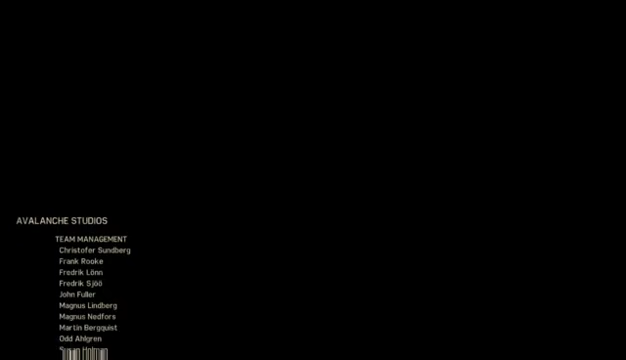 AVALANCHE STUDIOS
TEAM MANAGEMENT
Christofer Sundberg
Frank Rooke
Fredrik Lönn
Fredrik Sjöö
John Fuller
Magnus Lindberg
Magnus Nedfors
Martin Bergquist
Odd Ahlgren